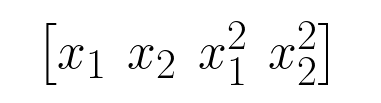 [x₁ x₂ x₁² x₂²]